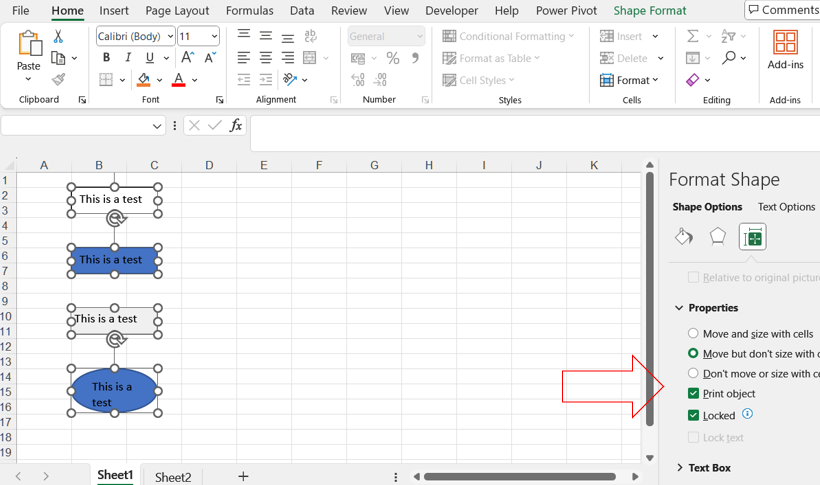 File Home Insert Page Layout Formulas Data Review View Developer Help Power Pivot Shape Format Comments
Calibri (Body) 11 ab General Conditional Formatting Insert Σ
Paste B I U A A % Format as Table Delete Add-ins
A ab Cell Styles Format
Clipboard Font Alignment Number Styles Cells Editing Add-ins
fx
A B C D E F G H I J K
1
2
3
4
5
6
7
8
9
10
11
12
13
14
15
16
17
18
19
This is a test
This is a test
This is a test
This is a
test
Format Shape
Shape Options Text Options
Relative to original picture
Properties
Move and size with cells
Move but don't size with c
Don't move or size with ce
Print object
Locked
Lock text
Text Box
Sheet1 Sheet2 +